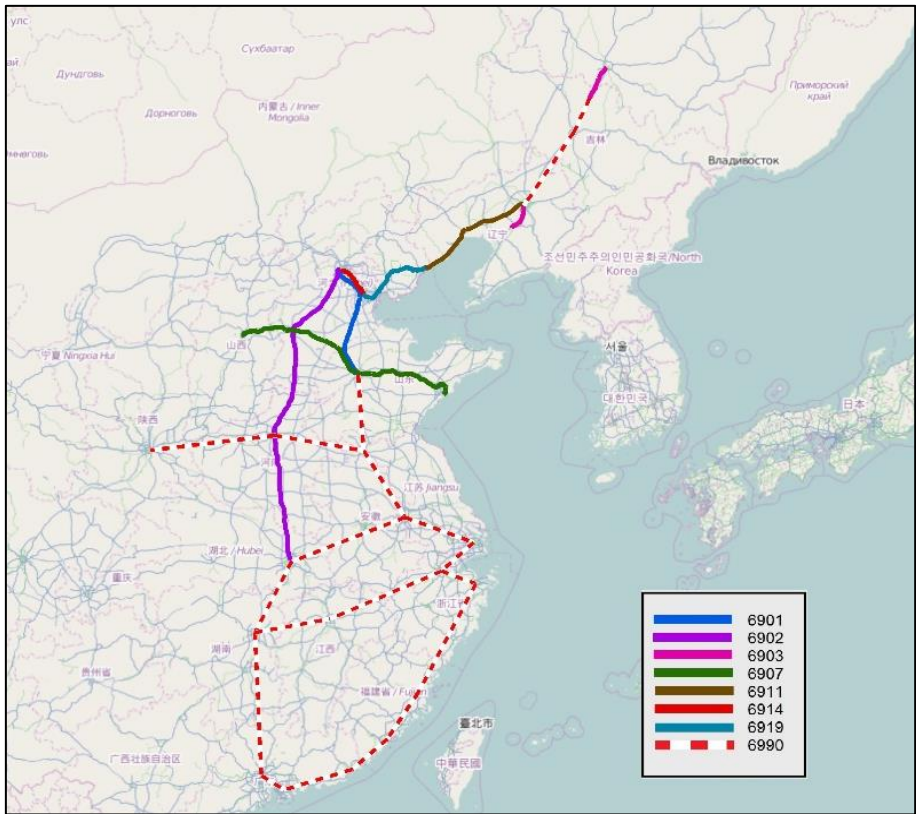 улс
Сүхбаатар
Дундговь
Дорноговь
内蒙古 / Inner
Mongolia
Приморский
край
吉林
Владивосток
辽宁
조선민주주의인민공화국/North
Korea
山西
宁夏 Ningxia Hui
山东
서울
대한민국
日本
陕西
江苏 Jiangsu
安徽
湖北 / Hubei
重庆
浙江省
湖南
江西
贵州省
福建省 / Fujian
臺北市
中華民國
广西壮族自治区
6901
6902
6903
6907
6911
6914
6919
6990